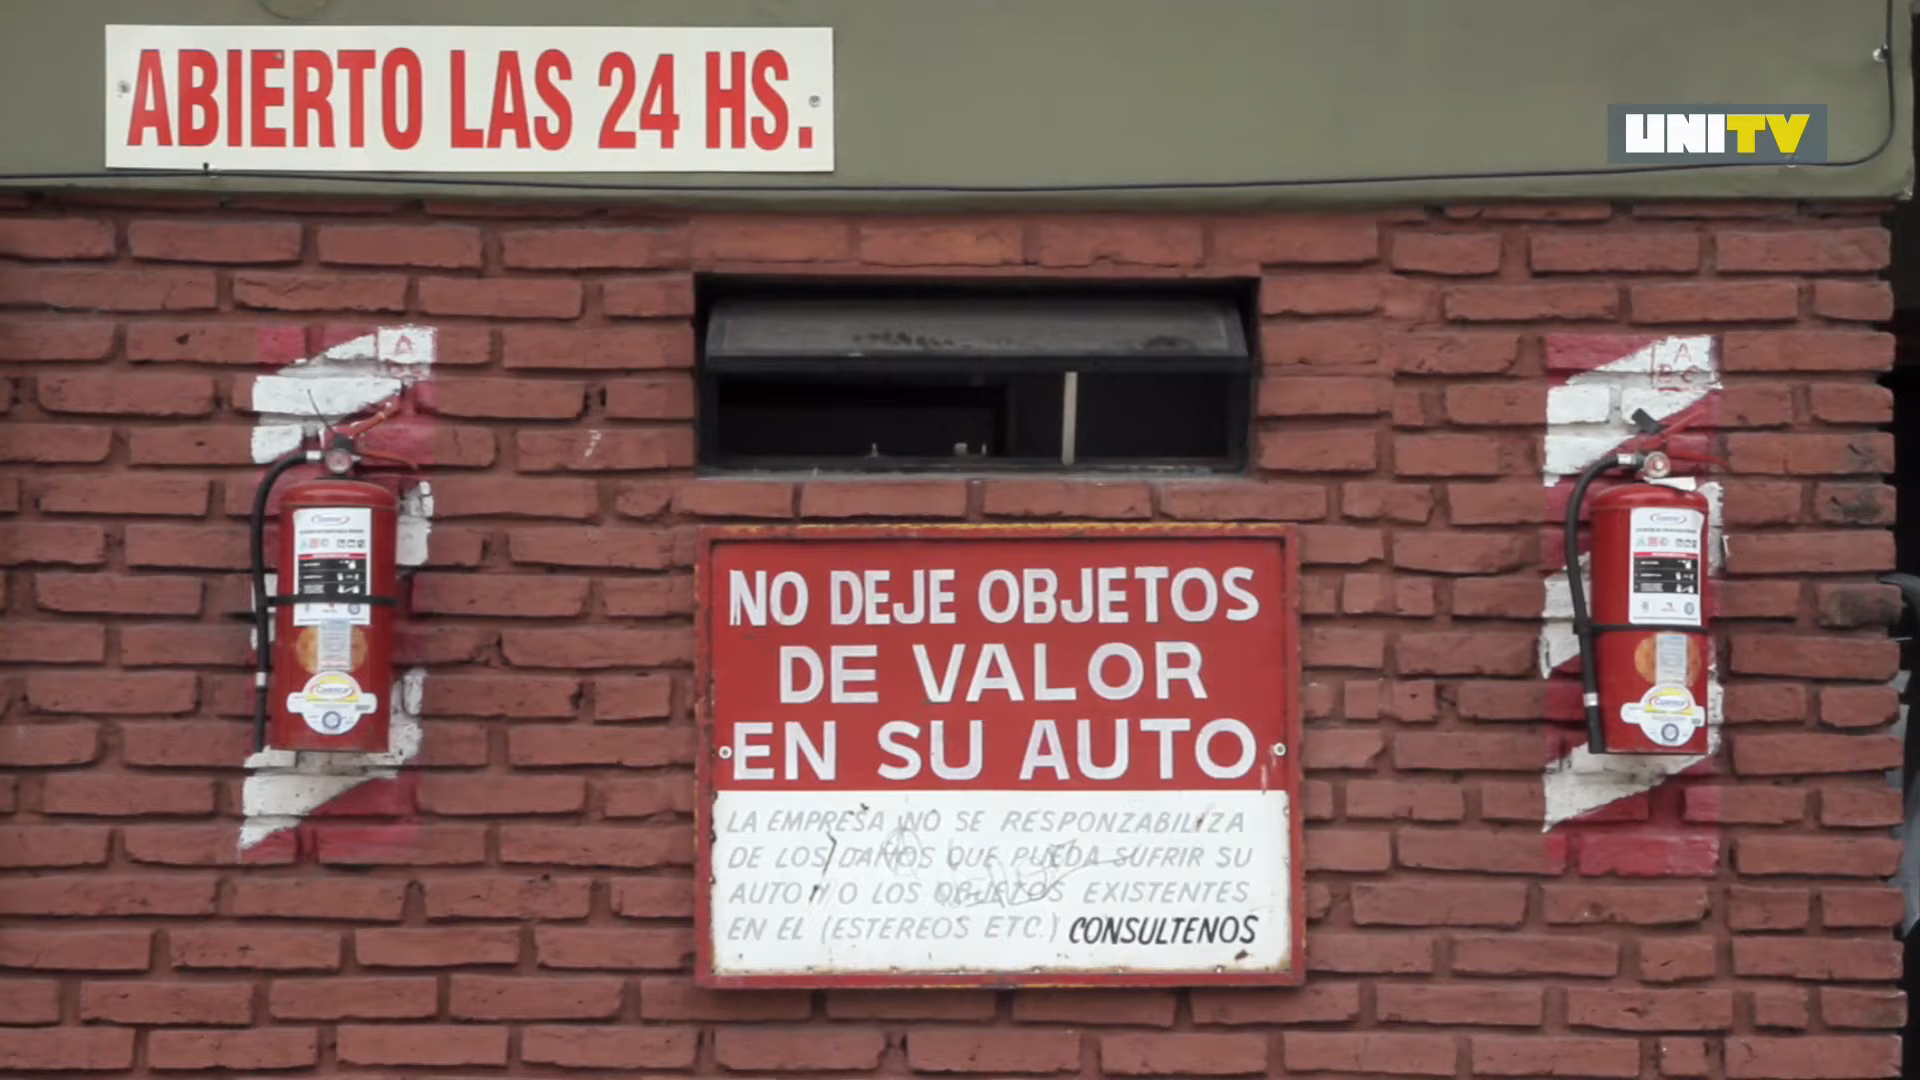 ABIERTO LAS 24 HS.
UNITV
A
A
B C
NO DEJE OBJETOS
DE VALOR
EN SU AUTO
LA EMPRESA NO SE RESPONZABILIZA
DE LOS DAÑOS QUE PUEDA SUFRIR SU
AUTO Y/O LOS OBJETOS EXISTENTES
EN EL (ESTEREOS ETC.) CONSULTENOS